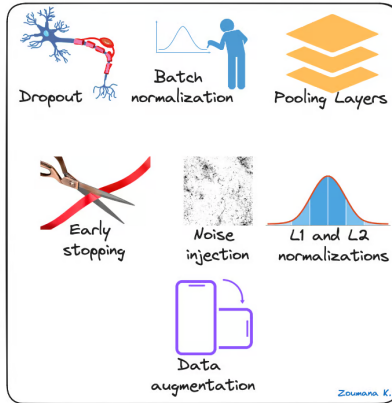 Dropout
Batch
normalization
Pooling Layers
Early
stopping
Noise
injection
L1 and L2
normalizations
Data
augmentation
Zoumana K.